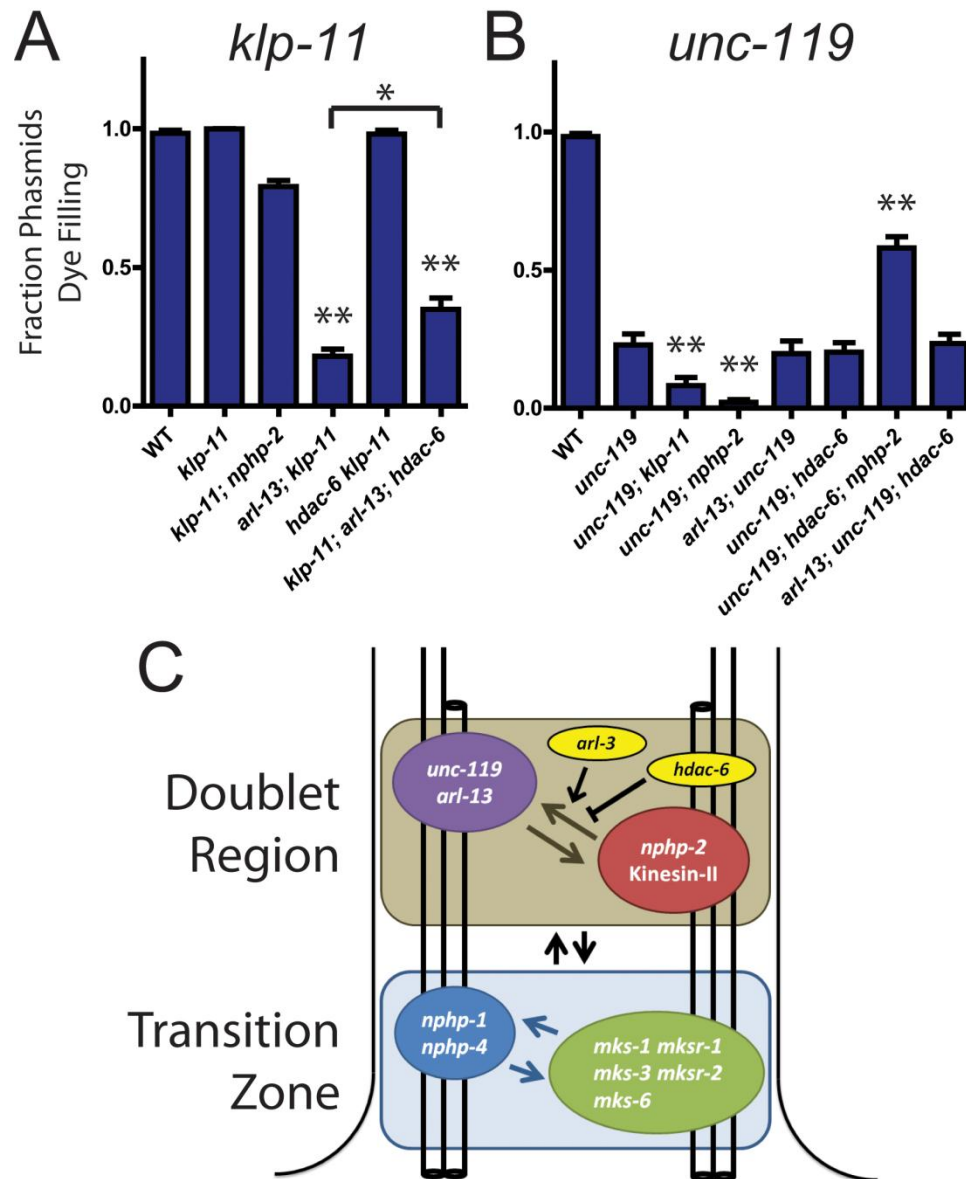 A
klp-11
Fraction Phasmids
Dye Filling
1.0
0.5
0.0
*
**
**
WT
klp-11
klp-11; nphp-2
arl-13; klp-11
hdac-6 klp-11
klp-11; arl-13; hdac-6
B
unc-119
1.0
0.5
0.0
**
**
**
WT
unc-119
unc-119; klp-11
unc-119; nphp-2
arl-13; unc-119
unc-119; hdac-6
unc-119; hdac-6; nphp-2
arl-13; unc-119; hdac-6
C
Doublet
Region
unc-119
arl-13
arl-3
hdac-6
nphp-2
Kinesin-II
Transition
Zone
nphp-1
nphp-4
mks-1 mksr-1
mks-3 mksr-2
mks-6